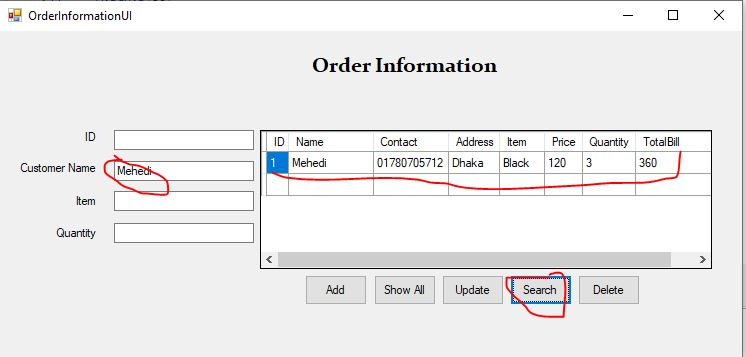 OrderInformationUI
Order Information
ID
Customer Name Mehedi
Item
Quantity
ID Name Contact Address Item Price Quantity TotalBill
1 Mehedi 01780705712 Dhaka Black 120 3 360
Add Show All Update Search Delete